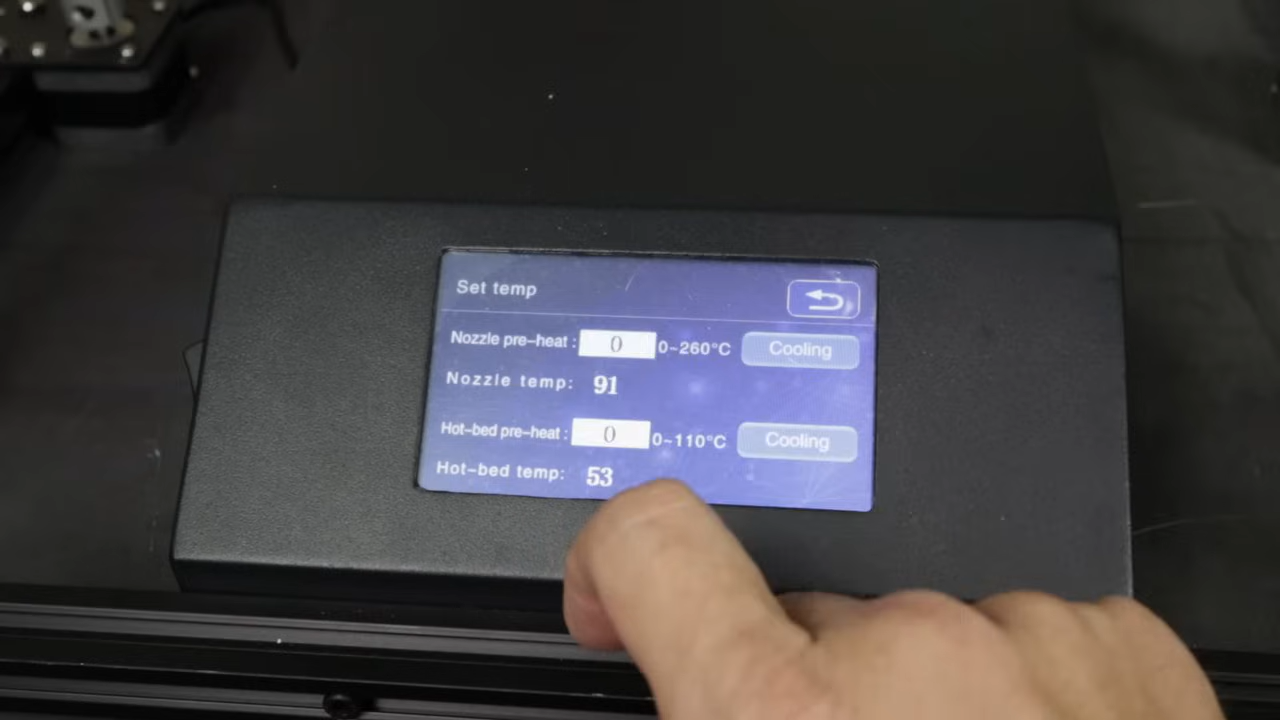 Set temp
Nozzle pre-heat : 0 0~260°C Cooling
Nozzle temp: 91
Hot-bed pre-heat : 0 0~110°C Cooling
Hot-bed temp: 53